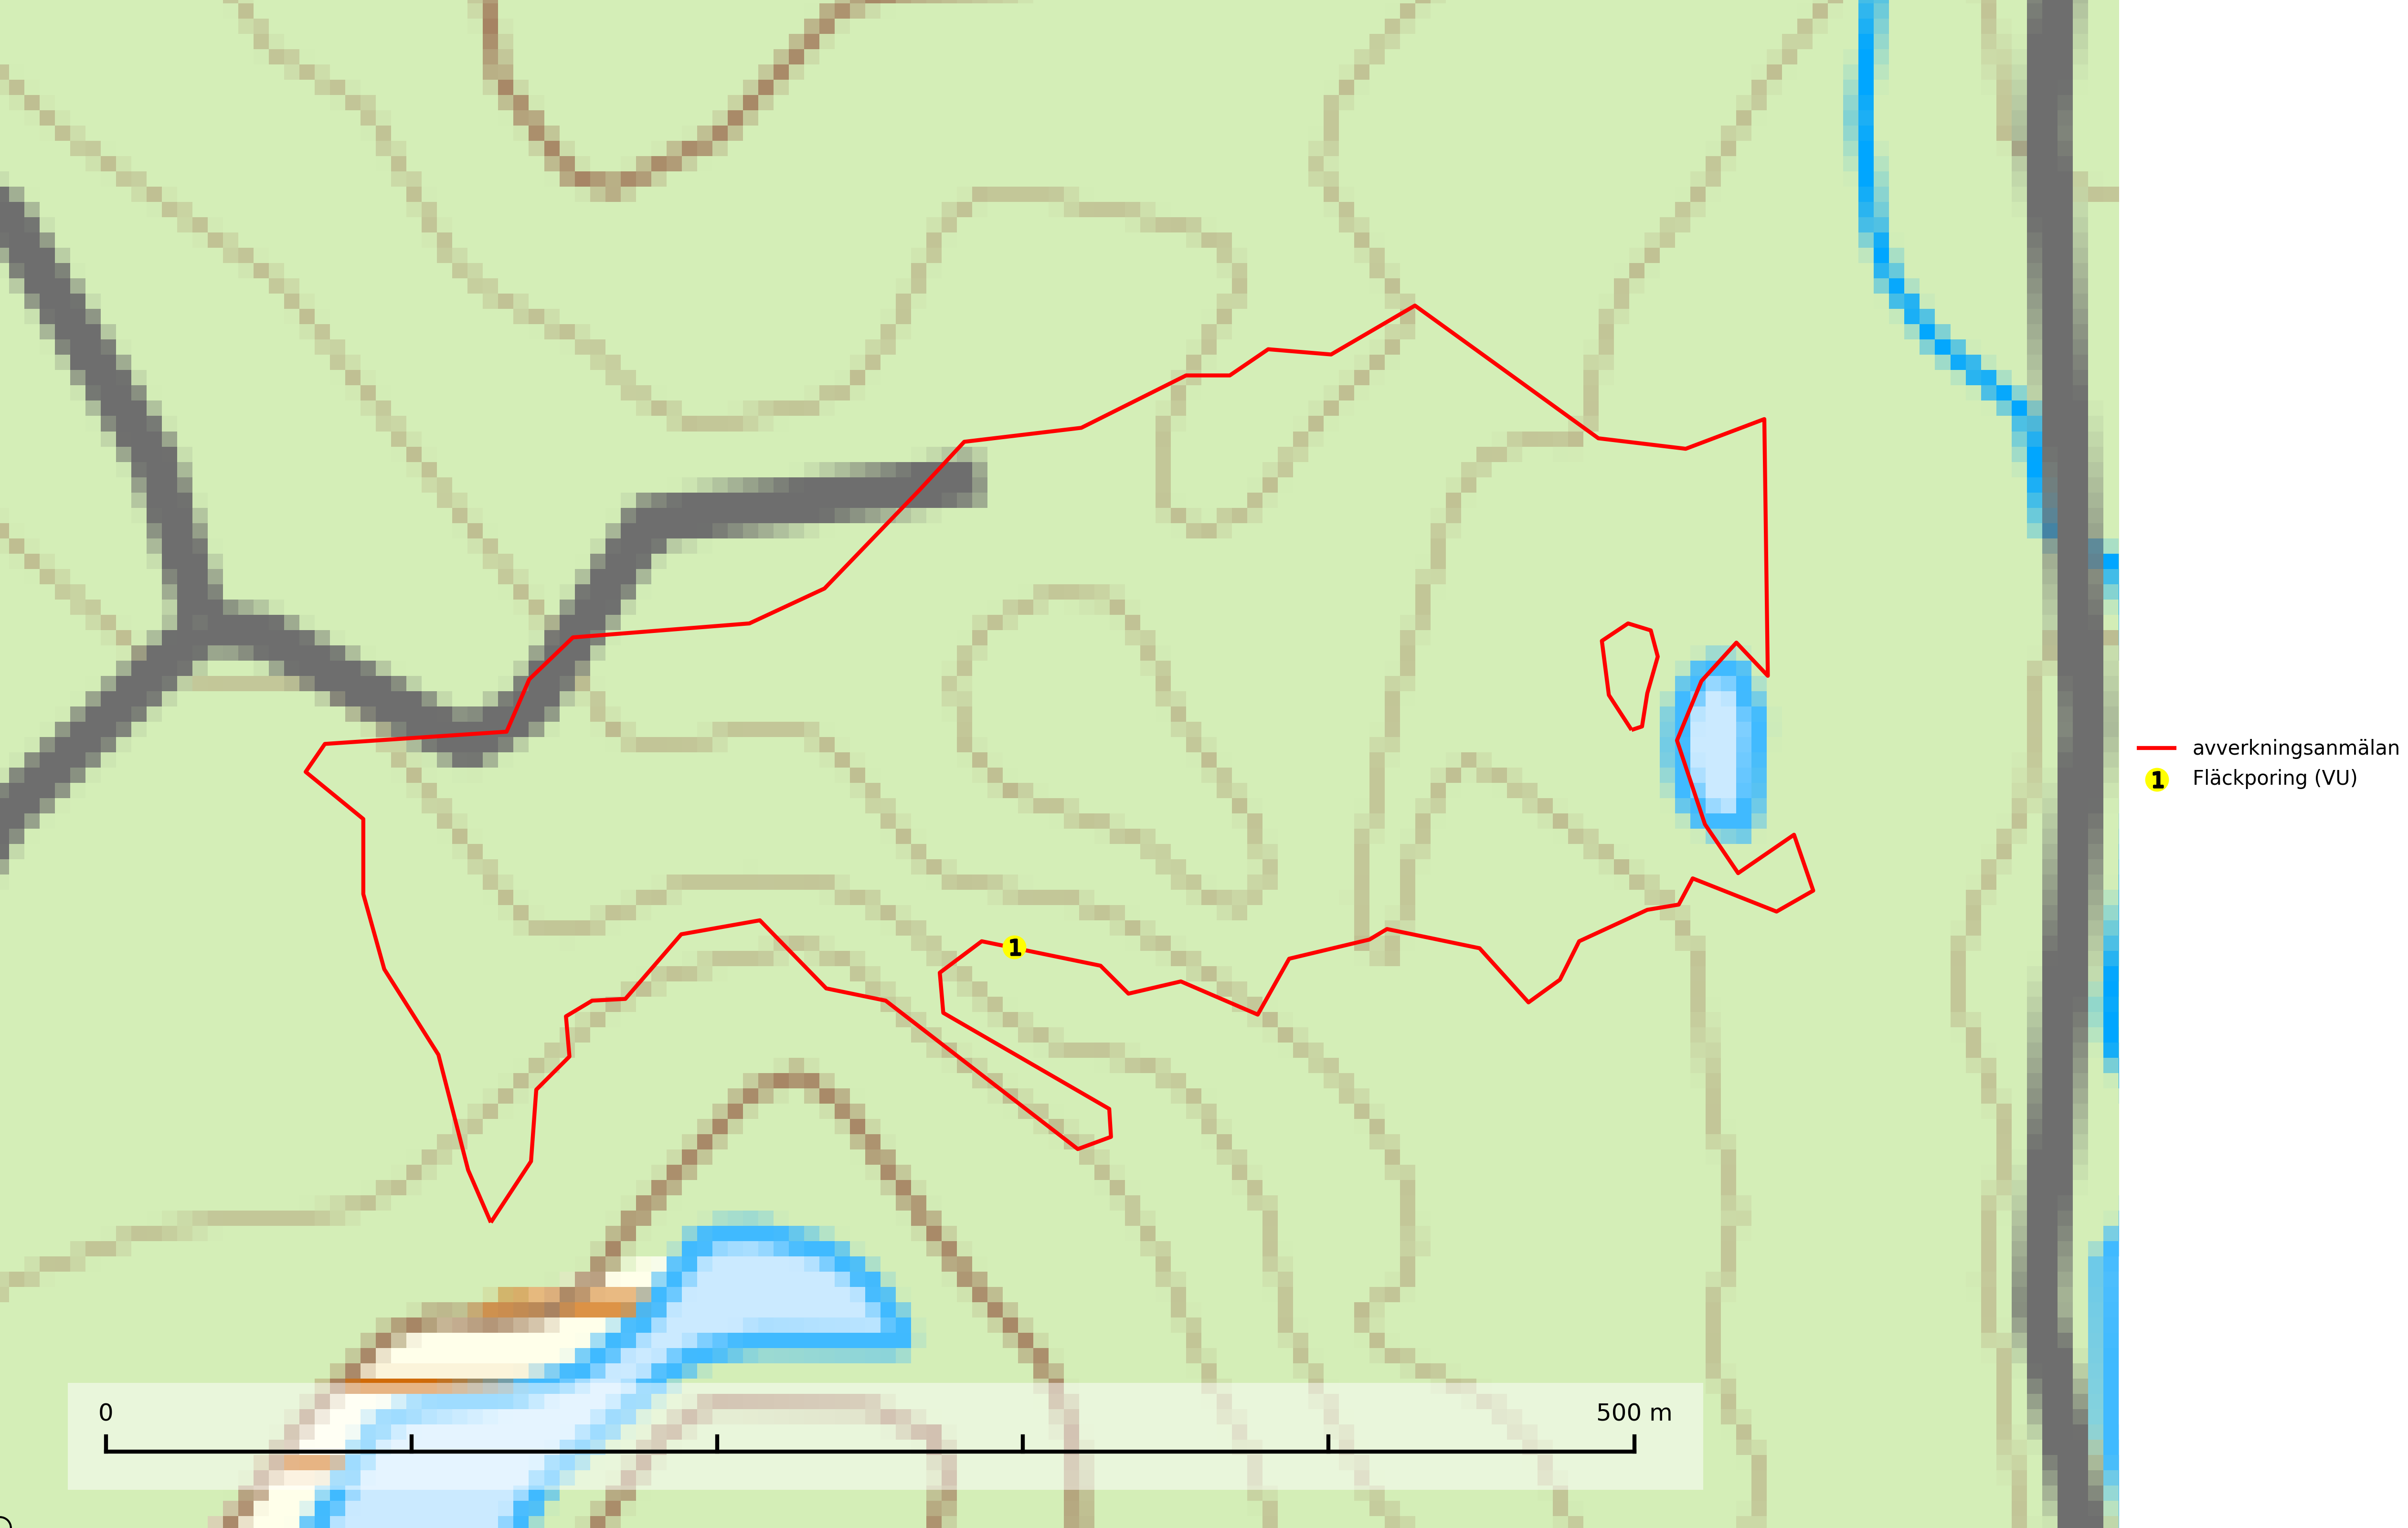 avverkningsanmälan
1 Fläckporing (VU)
1
0 500 m